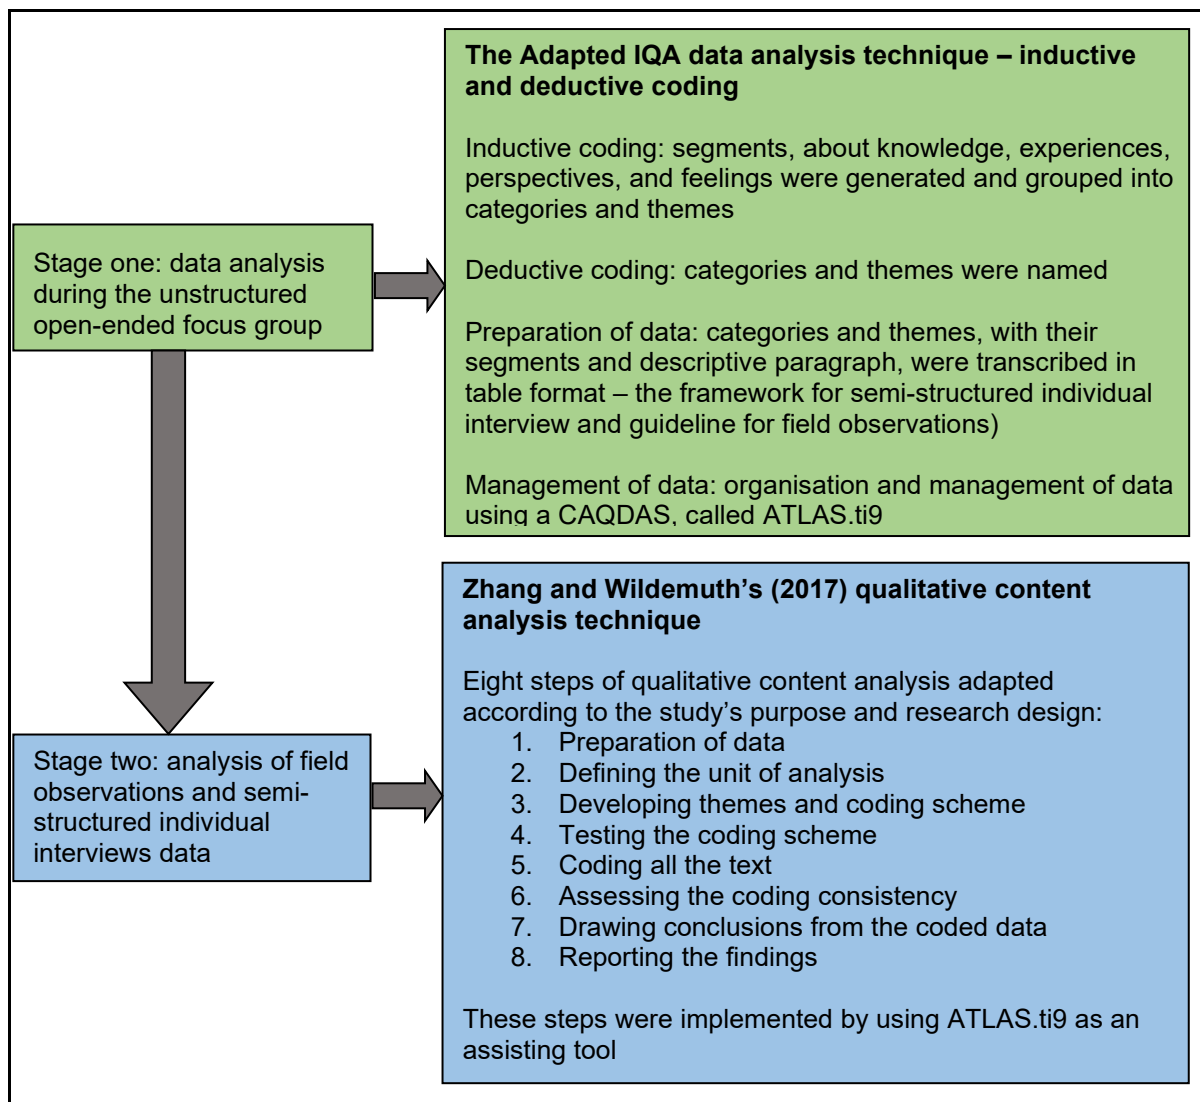 Stage one: data analysis
during the unstructured
open-ended focus group
The Adapted IQA data analysis technique – inductive
and deductive coding
Inductive coding: segments, about knowledge, experiences,
perspectives, and feelings were generated and grouped into
categories and themes
Deductive coding: categories and themes were named
Preparation of data: categories and themes, with their
segments and descriptive paragraph, were transcribed in
table format – the framework for semi-structured individual
interview and guideline for field observations)
Management of data: organisation and management of data
using a CAQDAS, called ATLAS.ti9
Stage two: analysis of field
observations and semi-
structured individual
interviews data
Zhang and Wildemuth’s (2017) qualitative content
analysis technique
Eight steps of qualitative content analysis adapted
according to the study’s purpose and research design:
1. Preparation of data
2. Defining the unit of analysis
3. Developing themes and coding scheme
4. Testing the coding scheme
5. Coding all the text
6. Assessing the coding consistency
7. Drawing conclusions from the coded data
8. Reporting the findings
These steps were implemented by using ATLAS.ti9 as an
assisting tool